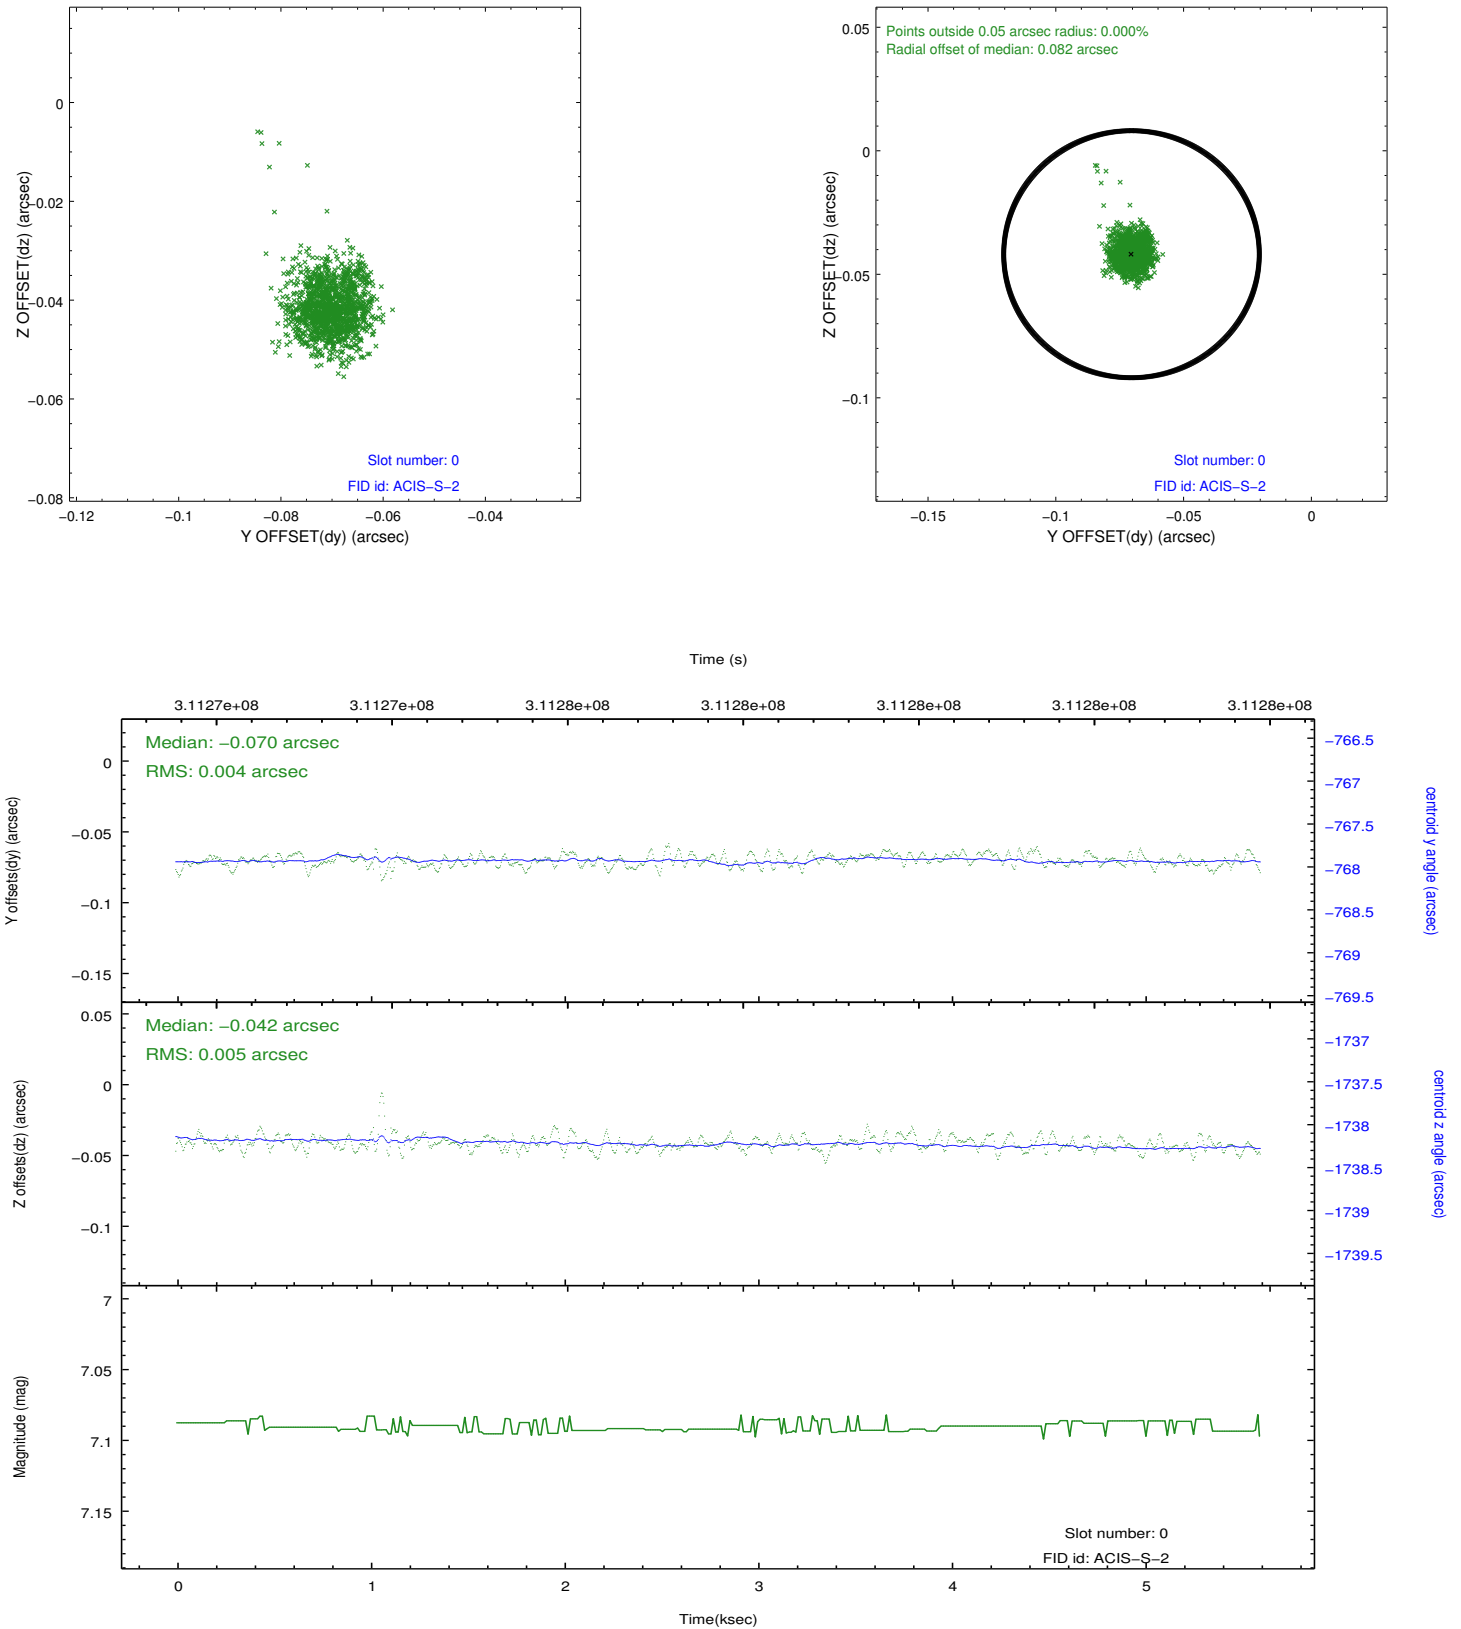 0
−0.02
−0.04
−0.06
−0.08
Z OFFSET(dz) (arcsec)
Slot number: 0
FID id: ACIS−S−2
−0.12
−0.1
−0.08
−0.06
−0.04
Y OFFSET(dy) (arcsec)
Points outside 0.05 arcsec radius: 0.000%
Radial offset of median: 0.082 arcsec
0.05
0
−0.05
−0.1
Z OFFSET(dz) (arcsec)
Slot number: 0
FID id: ACIS−S−2
−0.15
−0.1
−0.05
0
Y OFFSET(dy) (arcsec)
Time (s)
3.1127e+08
3.1127e+08
3.1128e+08
3.1128e+08
3.1128e+08
3.1128e+08
3.1128e+08
Median: −0.070 arcsec
RMS: 0.004 arcsec
0
−0.05
−0.1
−0.15
Y offsets(dy) (arcsec)
−766.5
−767
−767.5
−768
−768.5
−769
−769.5
centroid y angle (arcsec)
Median: −0.042 arcsec
RMS: 0.005 arcsec
0.05
0
−0.05
−0.1
Z offsets(dz) (arcsec)
−1737
−1737.5
−1738
−1738.5
−1739
−1739.5
centroid z angle (arcsec)
7
7.05
7.1
7.15
Magnitude (mag)
Slot number: 0
FID id: ACIS−S−2
0
1
2
3
4
5
Time(ksec)